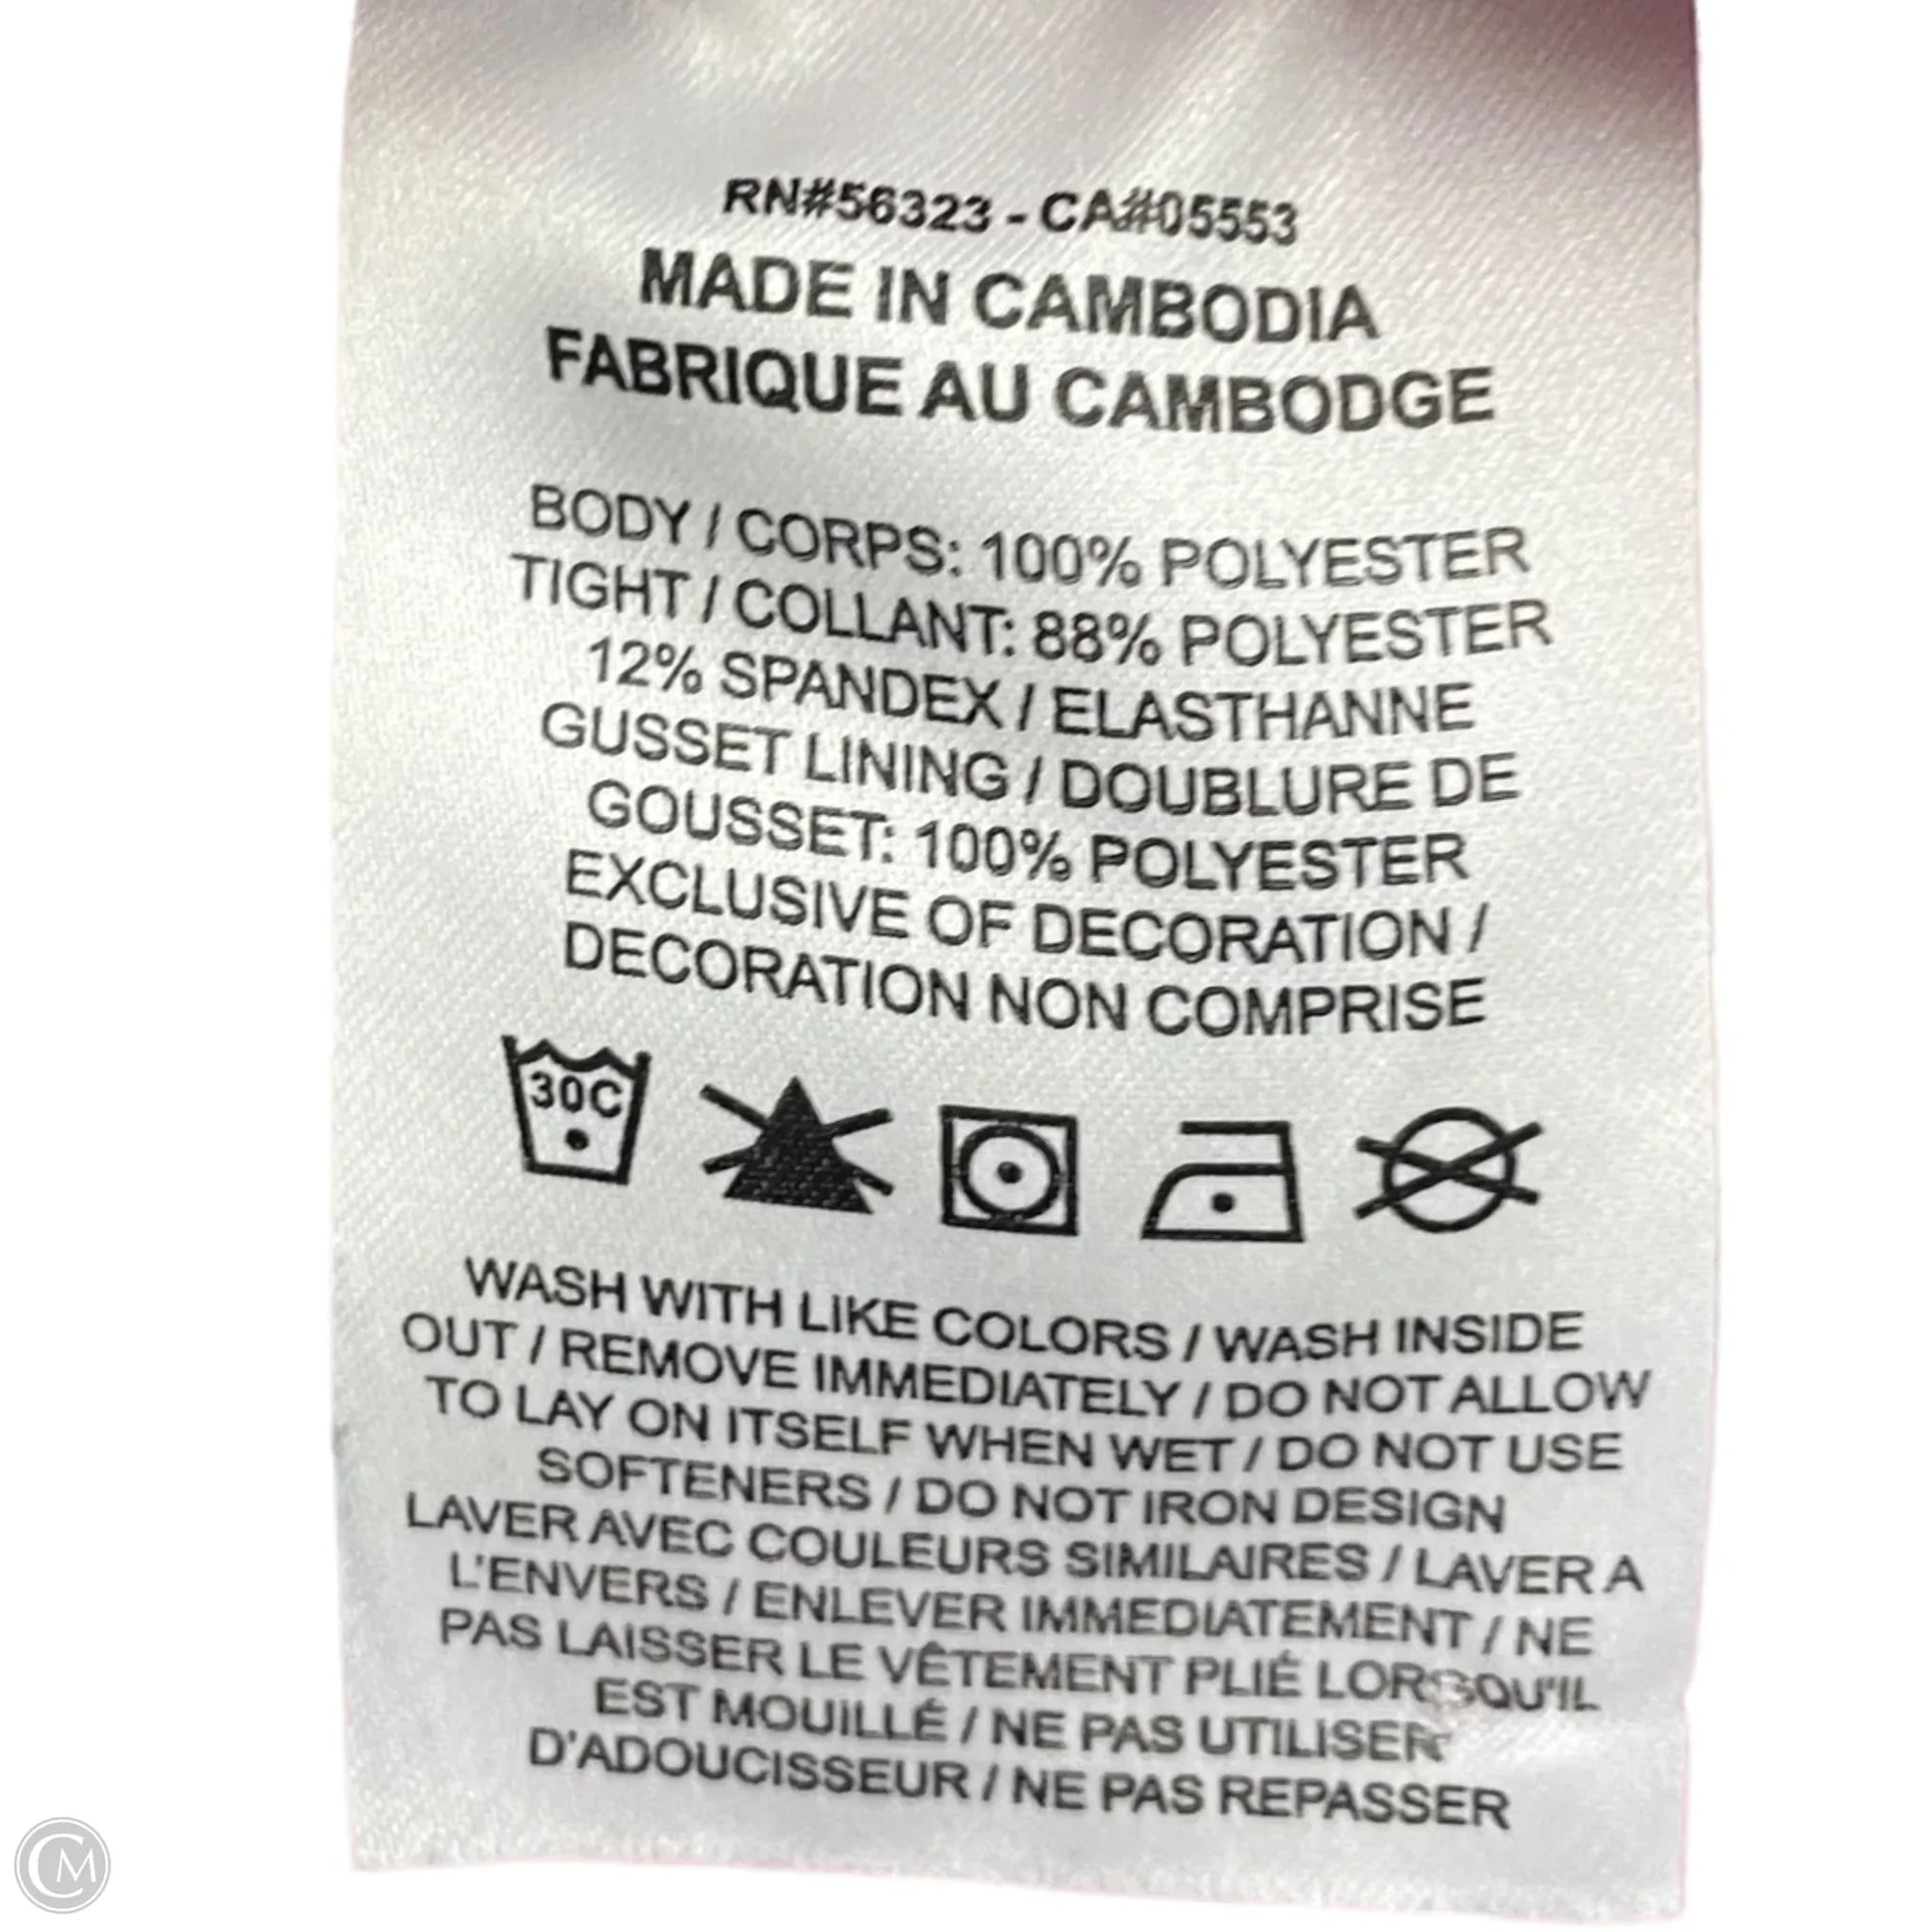 RN#56323 - CA#05553
MADE IN CAMBODIA
FABRIQUE AU CAMBODGE
BODY / CORPS: 100% POLYESTER
TIGHT / COLLANT: 88% POLYESTER
12% SPANDEX / ELASTHANNE
GUSSET LINING / DOUBLURE DE
GOUSSET: 100% POLYESTER
EXCLUSIVE OF DECORATION /
DECORATION NON COMPRISE
30C
WASH WITH LIKE COLORS / WASH INSIDE
OUT / REMOVE IMMEDIATELY / DO NOT ALLOW
TO LAY ON ITSELF WHEN WET / DO NOT USE
SOFTENERS / DO NOT IRON DESIGN
LAVER AVEC COULEURS SIMILAIRES / LAVER A
L'ENVERS / ENLEVER IMMEDIATEMENT / NE
PAS LAISSER LE VÊTEMENT PLIÉ LORSQU'IL
EST MOUILLÉ / NE PAS UTILISER
D'ADOUCISSEUR / NE PAS REPASSER
CM